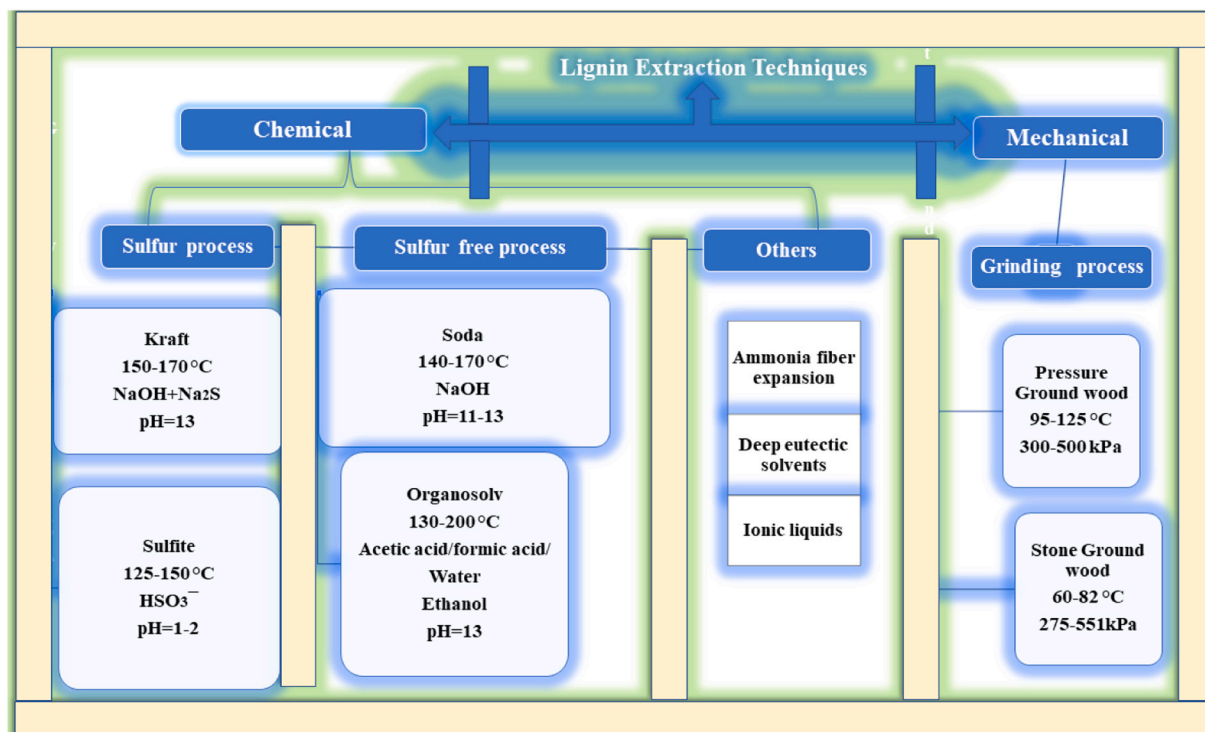 Lignin Extraction Techniques
Chemical
Mechanical
Sulfur process
Sulfur free process
Others
Grinding process
Kraft
150-170 °C
NaOH+Na2S
pH=13
Sulfite
125-150°C
HSO3¯
pH=1-2
Soda
140-170 °C
NaOH
pH=11-13
Organosolv
130-200°C
Acetic acid/formic acid/
Water
Ethanol
pH=13
Ammonia fiber
expansion
Deep eutectic
solvents
Ionic liquids
Pressure
Ground wood
95-125 °C
300-500 kPa
Stone Ground
wood
60-82 °C
275-551kPa